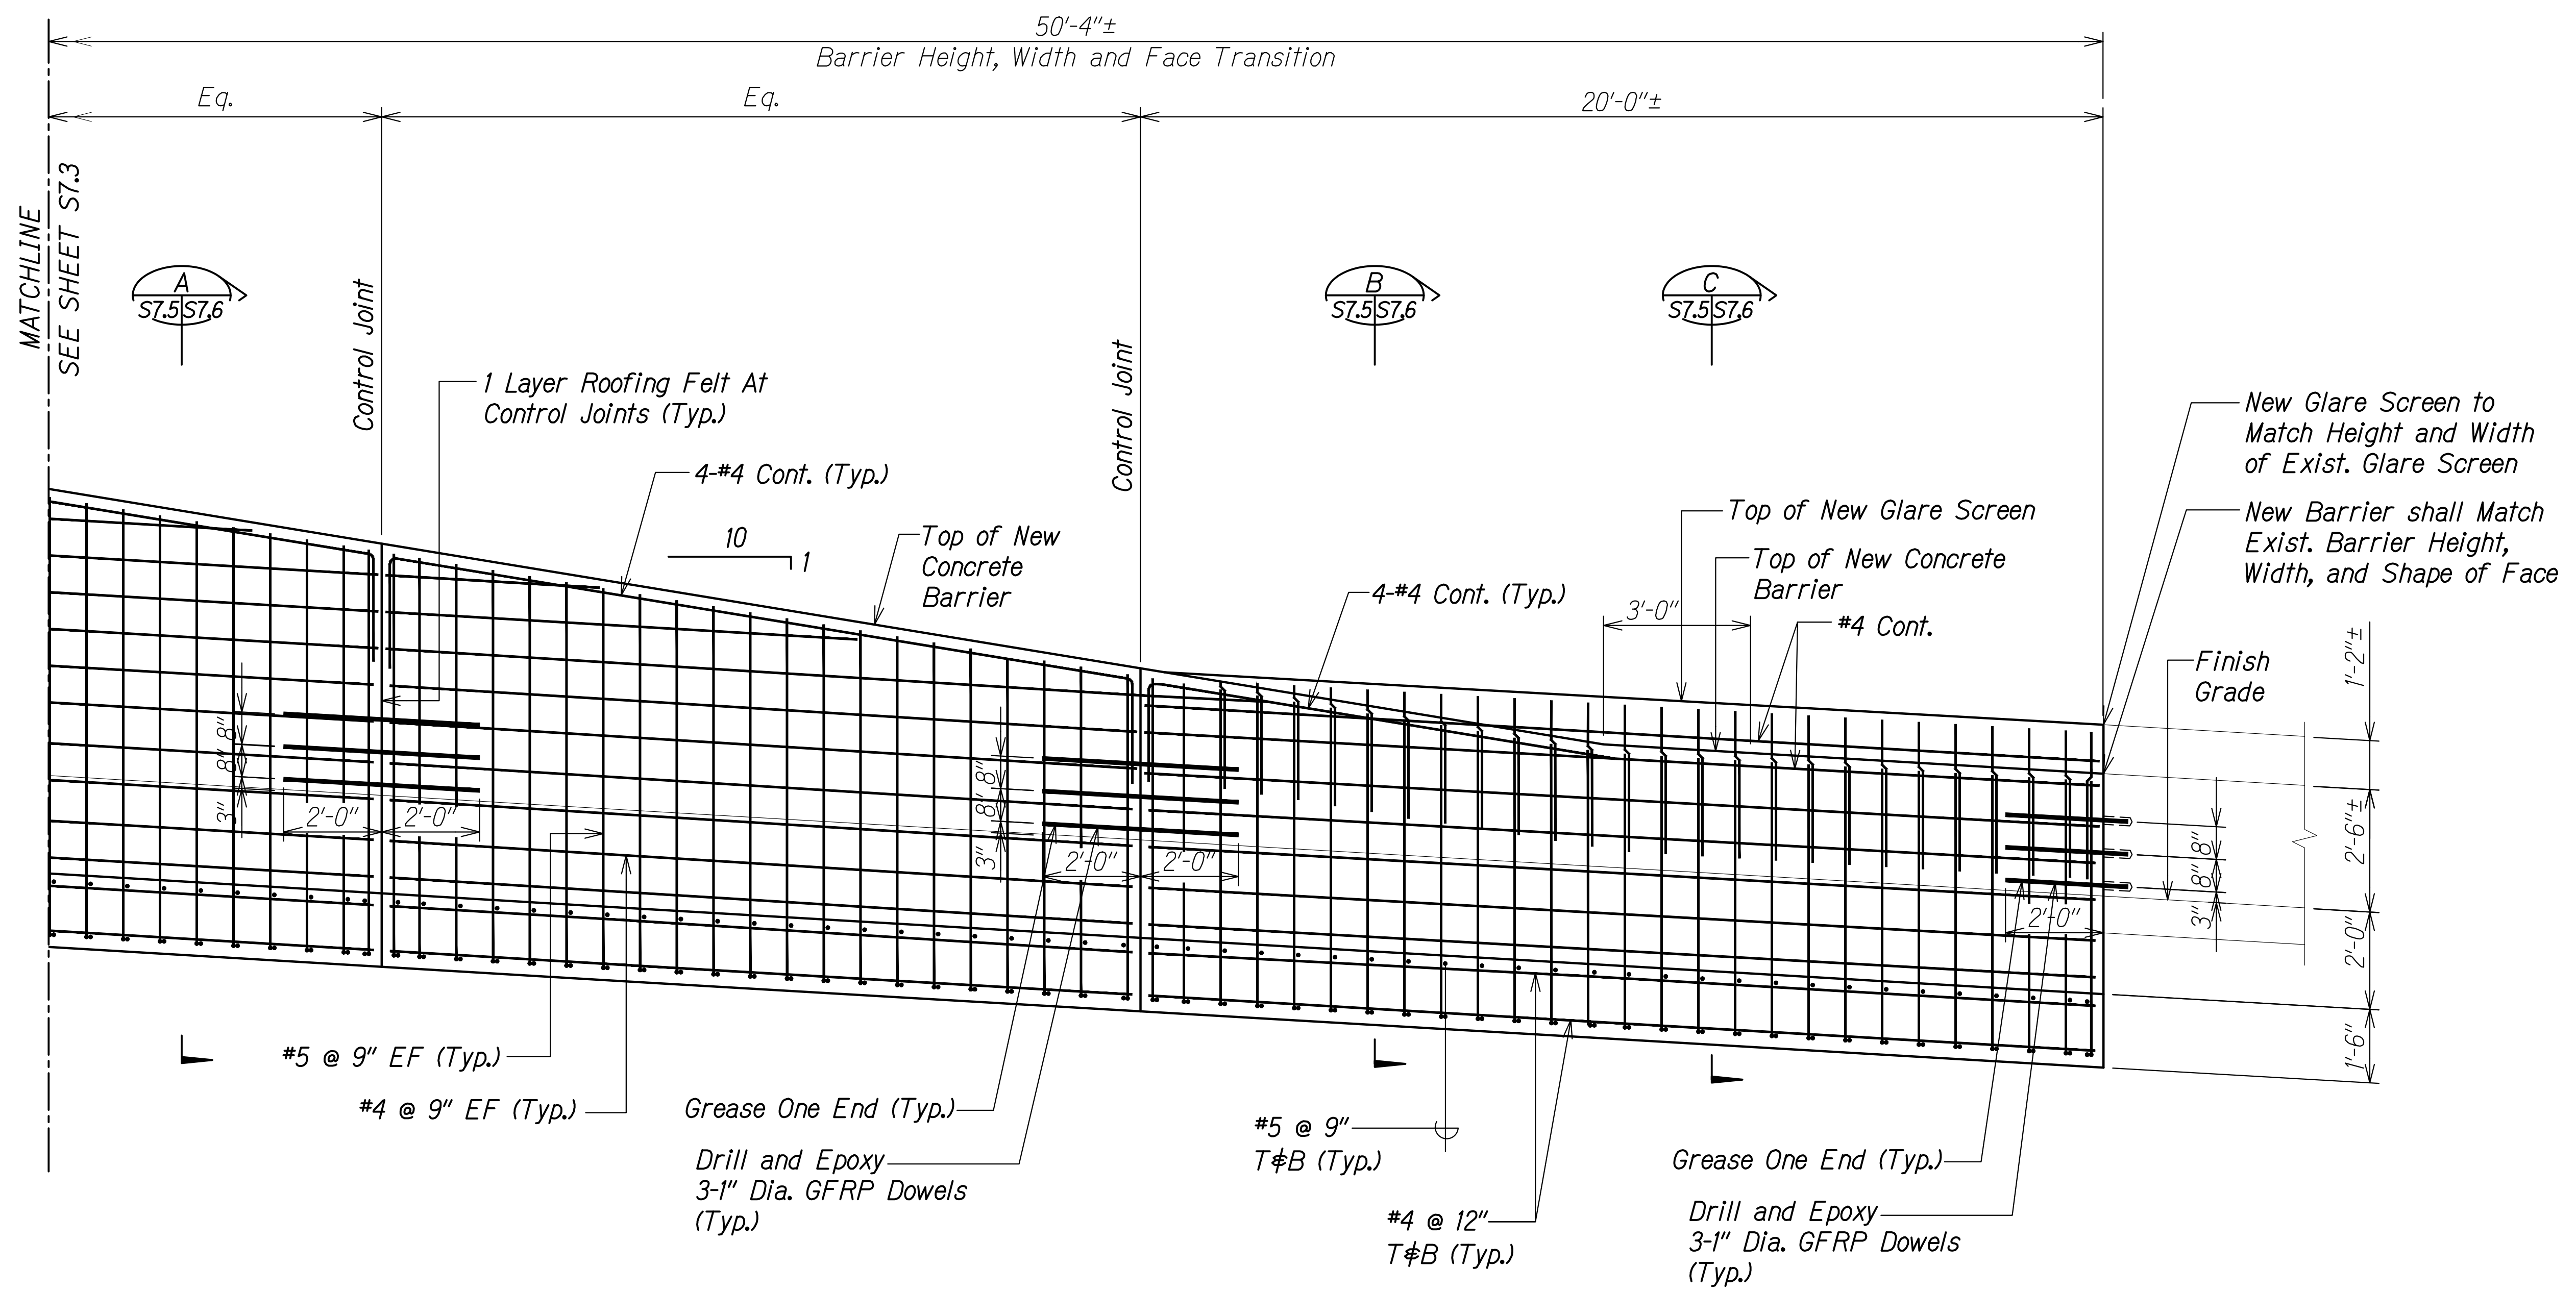 50'-4"±
Barrier Height, Width and Face Transition
Eq.
Eq.
20'-0"±
MATCHLINE
SEE SHEET S7.3
A
S7.5 S7.6
Control Joint
B
S7.5 S7.6
C
S7.5 S7.6
Control Joint
1 Layer Roofing Felt At
Control Joints (Typ.)
4-#4 Cont. (Typ.)
10
1
Top of New
Concrete
Barrier
4-#4 Cont. (Typ.)
Top of New Glare Screen
Top of New Concrete
Barrier
3'-0"
#4 Cont.
New Glare Screen to
Match Height and Width
of Exist. Glare Screen
New Barrier shall Match
Exist. Barrier Height,
Width, and Shape of Face
Finish
Grade
1'-2"±
2'-6"±
2'-0"
1'-6"
8"
8"
3"
2'-0"
2'-0"
8"
8"
3"
2'-0"
2'-0"
8"
8"
3"
2'-0"
#5 @ 9" EF (Typ.)
#4 @ 9" EF (Typ.)
Grease One End (Typ.)
Drill and Epoxy
3-1" Dia. GFRP Dowels
(Typ.)
#5 @ 9"
T&B (Typ.)
#4 @ 12"
T&B (Typ.)
Grease One End (Typ.)
Drill and Epoxy
3-1" Dia. GFRP Dowels
(Typ.)